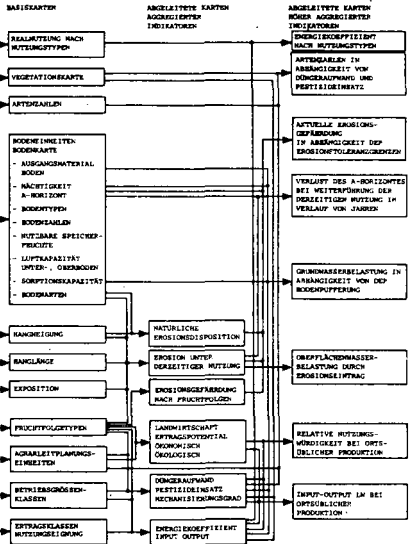 BASISKARTEN
ABGELEITETE KARTEN
AGGREGIERTER
INDIKATOREN
ABGELEITETE KARTEN
HÖHER AGGREGIERTER
INDIKATOREN
REALNUTZUNG NACH
NUTZUNGSTYPEN
VEGETATIONSKARTE
ARTENZAHLEN
BODENEINHEITEN
BODENKARTE
- AUSGANGSMATERIAL
BODEN
- MÄCHTIGKEIT
A-HORIZONT
- BODENTYPEN
- BODENZAHLEN
- NUTZBARE SPEICHER-
FEUCHTE
- LUFTKAPAZITÄT
UNTER-, OBERBODEN
- SORPTIONSKAPAZITÄT
- BODENARTEN
HANGNEIGUNG
HANGLÄNGE
EXPOSITION
FRUCHTFOLGETYPEN
AGRARLEITPLANUNGS-
EINHEITEN
BETRIEBSGRÖSSEN-
KLASSEN
ERTRAGSKLASSEN
NUTZUNGSEIGNUNG
NATÜRLICHE
EROSIONSDISPOSITION
EROSION UNTER
DERZEITIGER NUTZUNG
EROSIONSGEFÄHRDUNG
NACH FRUCHTFOLGEN
LANDWIRTSCHAFT
ERTRAGSPOTENTIAL
ÖKONOMISCH
ÖKOLOGISCH
DÜNGERAUFWAND
PESTIZIDEINSATZ
MECHANISIERUNGSGRAD
ENERGIEKOEFFIZIENT
INPUT OUTPUT
ENERGIEKOEFFIZIENT
NACH NUTZUNGSTYPEN
ARTENZAHLEN IN
ABHÄNGIGKEIT VON
DÜNGERAUFWAND UND
PESTIZIDEINSATZ
AKTUELLE EROSIONS-
GEFÄHRDUNG
IN ABHÄNGIGKEIT DER
EROSIONSTOLERANZGRENZEN
VERLUST DES A-HORIZONTES
BEI WEITERFÜHRUNG DER
DERZEITIGEN NUTZUNG IM
VERLAUF VON JAHREN
GRUNDWASSERBELASTUNG IN
ABHÄNGIGKEIT VON DER
BODENPUFFERUNG
OBERFLÄCHENWASSER-
BELASTUNG DURCH
EROSIONSEINTRAG
RELATIVE NUTZUNGS-
WÜRDIGKEIT BEI ORTS-
ÜBLICHER PRODUKTION
INPUT-OUTPUT LW BEI
ORTSÜBLICHER
PRODUKTION